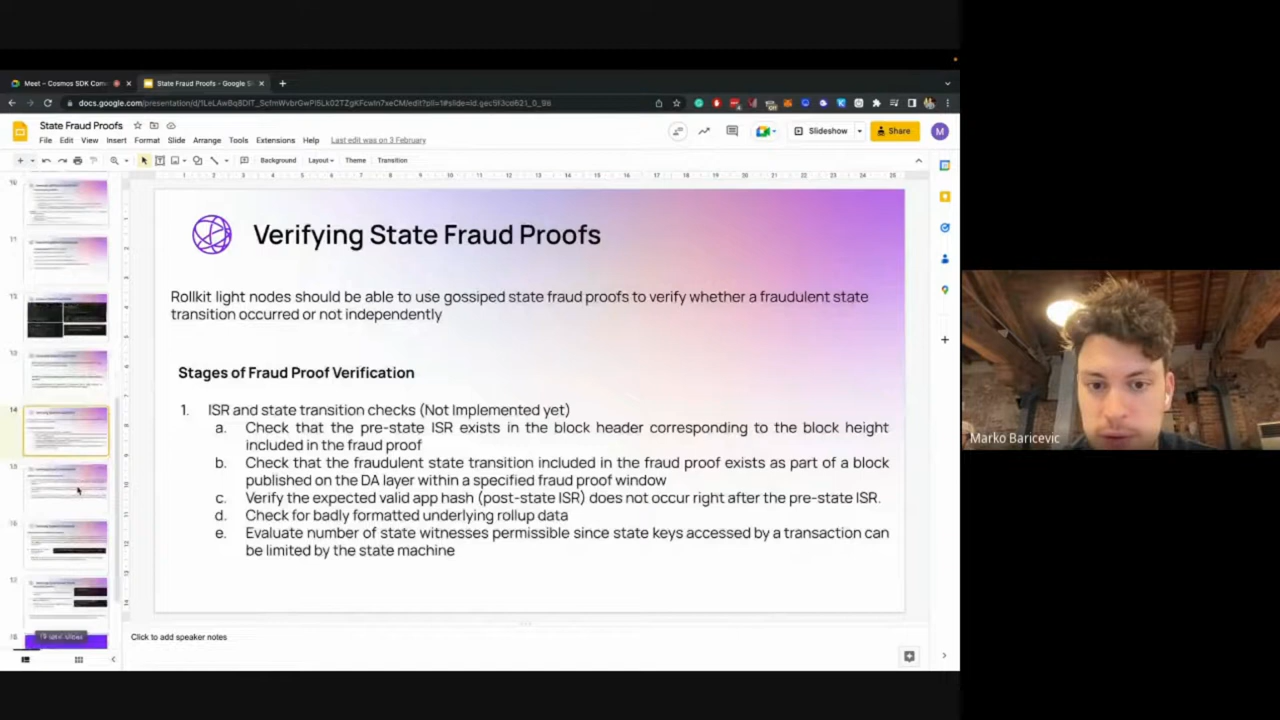 Meet – Cosmos SDK Com
State Fraud Proofs - Google S
State Fraud Proofs
File Edit View Insert Format Slide Arrange Tools Extensions Help Last edit was on 3 February
Slideshow
Share
M
Background Layout Theme Transition
Verifying State Fraud Proofs
Rollkit light nodes should be able to use gossiped state fraud proofs to verify whether a fraudulent state
transition occurred or not independently
Stages of Fraud Proof Verification
1. ISR and state transition checks (Not Implemented yet)
a. Check that the pre-state ISR exists in the block header corresponding to the block height
included in the fraud proof
b. Check that the fraudulent state transition included in the fraud proof exists as part of a block
published on the DA layer within a specified fraud proof window
c. Verify the expected valid app hash (post-state ISR) does not occur right after the pre-state ISR.
d. Check for badly formatted underlying rollup data
e. Evaluate number of state witnesses permissible since state keys accessed by a transaction can
be limited by the state machine
Click to add speaker notes
Marko Baricevic